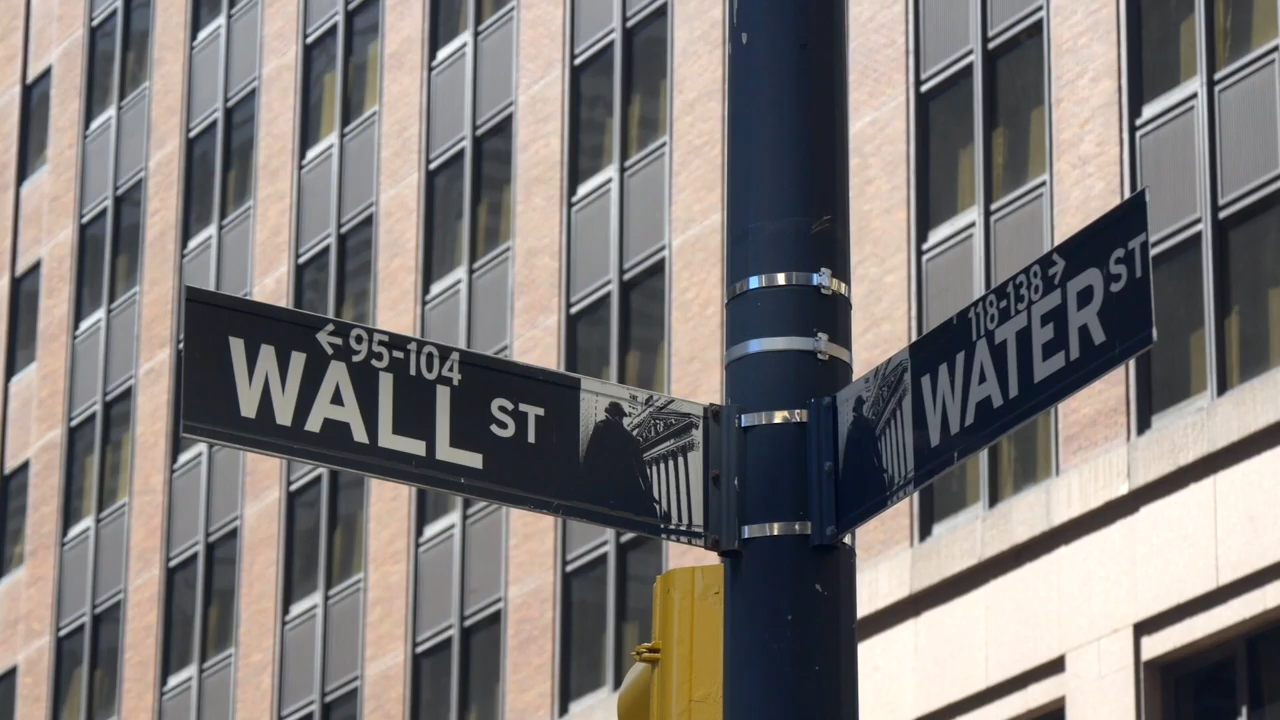 ←95-104
WALL ST
118-138→
WATER ST